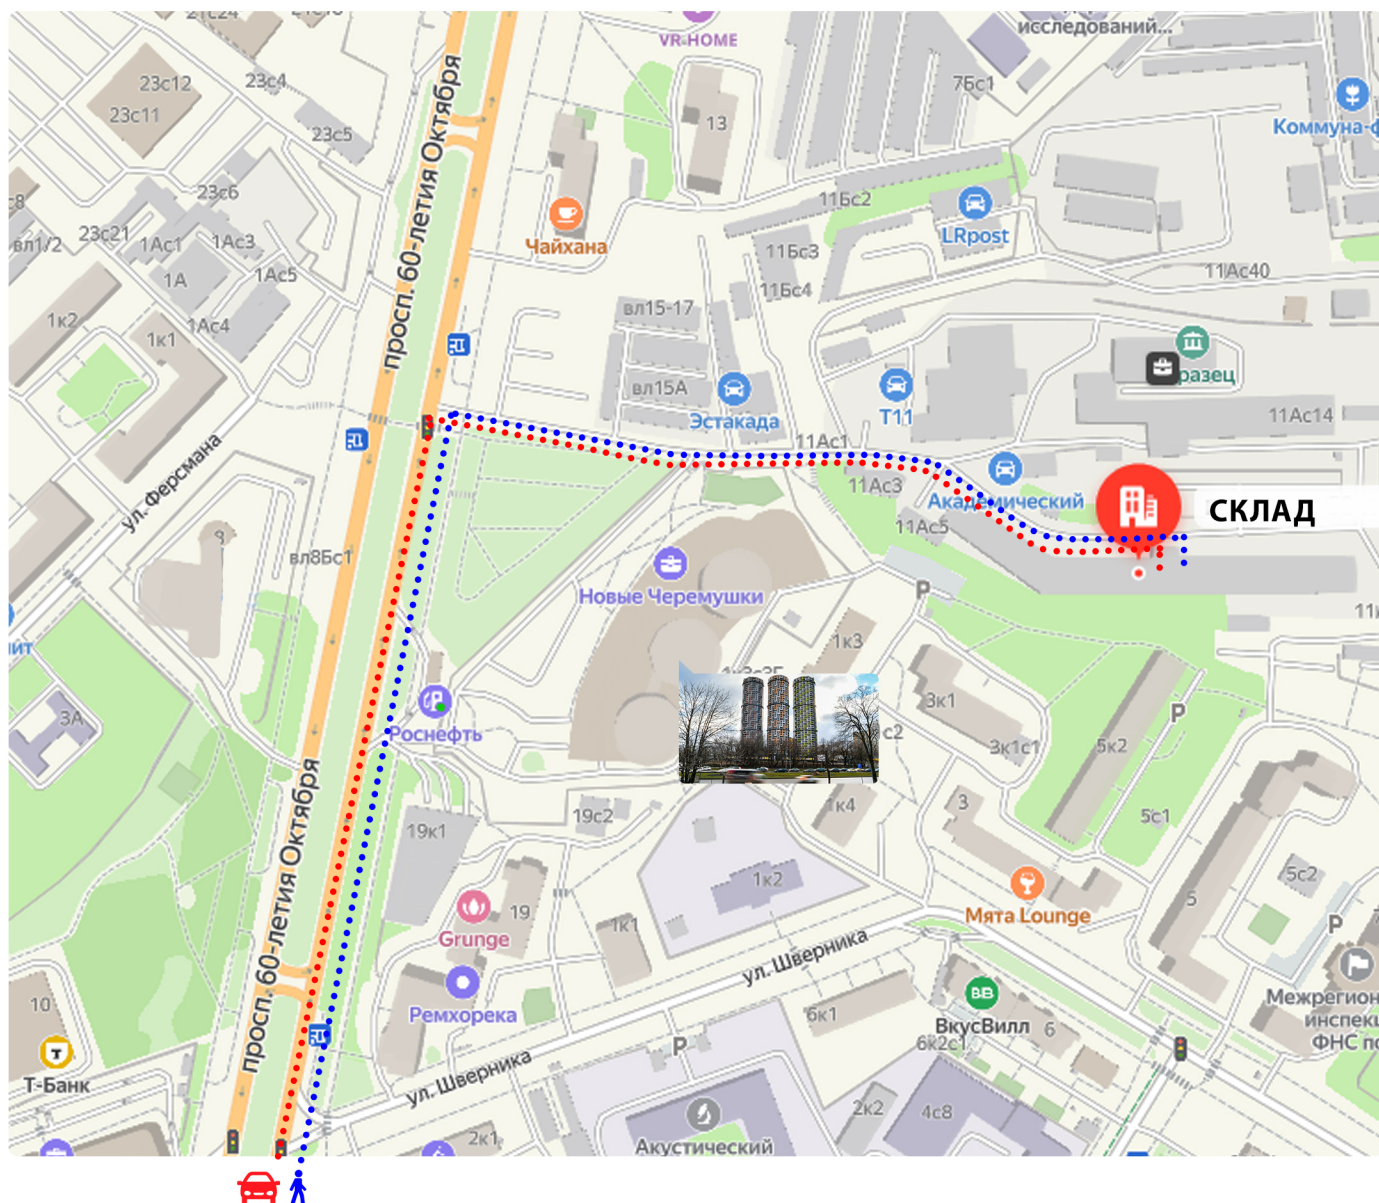 VR-HOME
исследований...
23с12
23с4
76с1
23с11
23с5
13
Коммуна-ф
просп. 60-летия Октября
23с6
11Бс2
23с21
1Ас1
1Ас3
вл1/2
Чайхана
LRpost
11Бс3
1А
1Ас5
11Ас40
11Бс4
вл15-17
1к2
1Ас4
1к1
разец
вл15А
Эстакада
Т11
11Ас14
11Ас1
ул. Ферсмана
11Ас3
Академический
СКЛАД
11Ас5
9
вл8Бс1
Новые Черемушки
Р
1к3
3к1
3А
Роснефть
с2
Р
3к1с1
5к2
просп. 60-летия Октября
19к1
19с2
1к4
3
5с1
1к2
5с2
5
19
Мята Lounge
Р
Grunge
1к1
ул. Шверника
10
Ремхорека
ВВ
6к1
ВкусВилл
6
6к2с1
Межрегион
инспекц
ФНС по
Т
Т-Банк
Р
ул. Шверника
2к2
4с8
2к1
Акустический